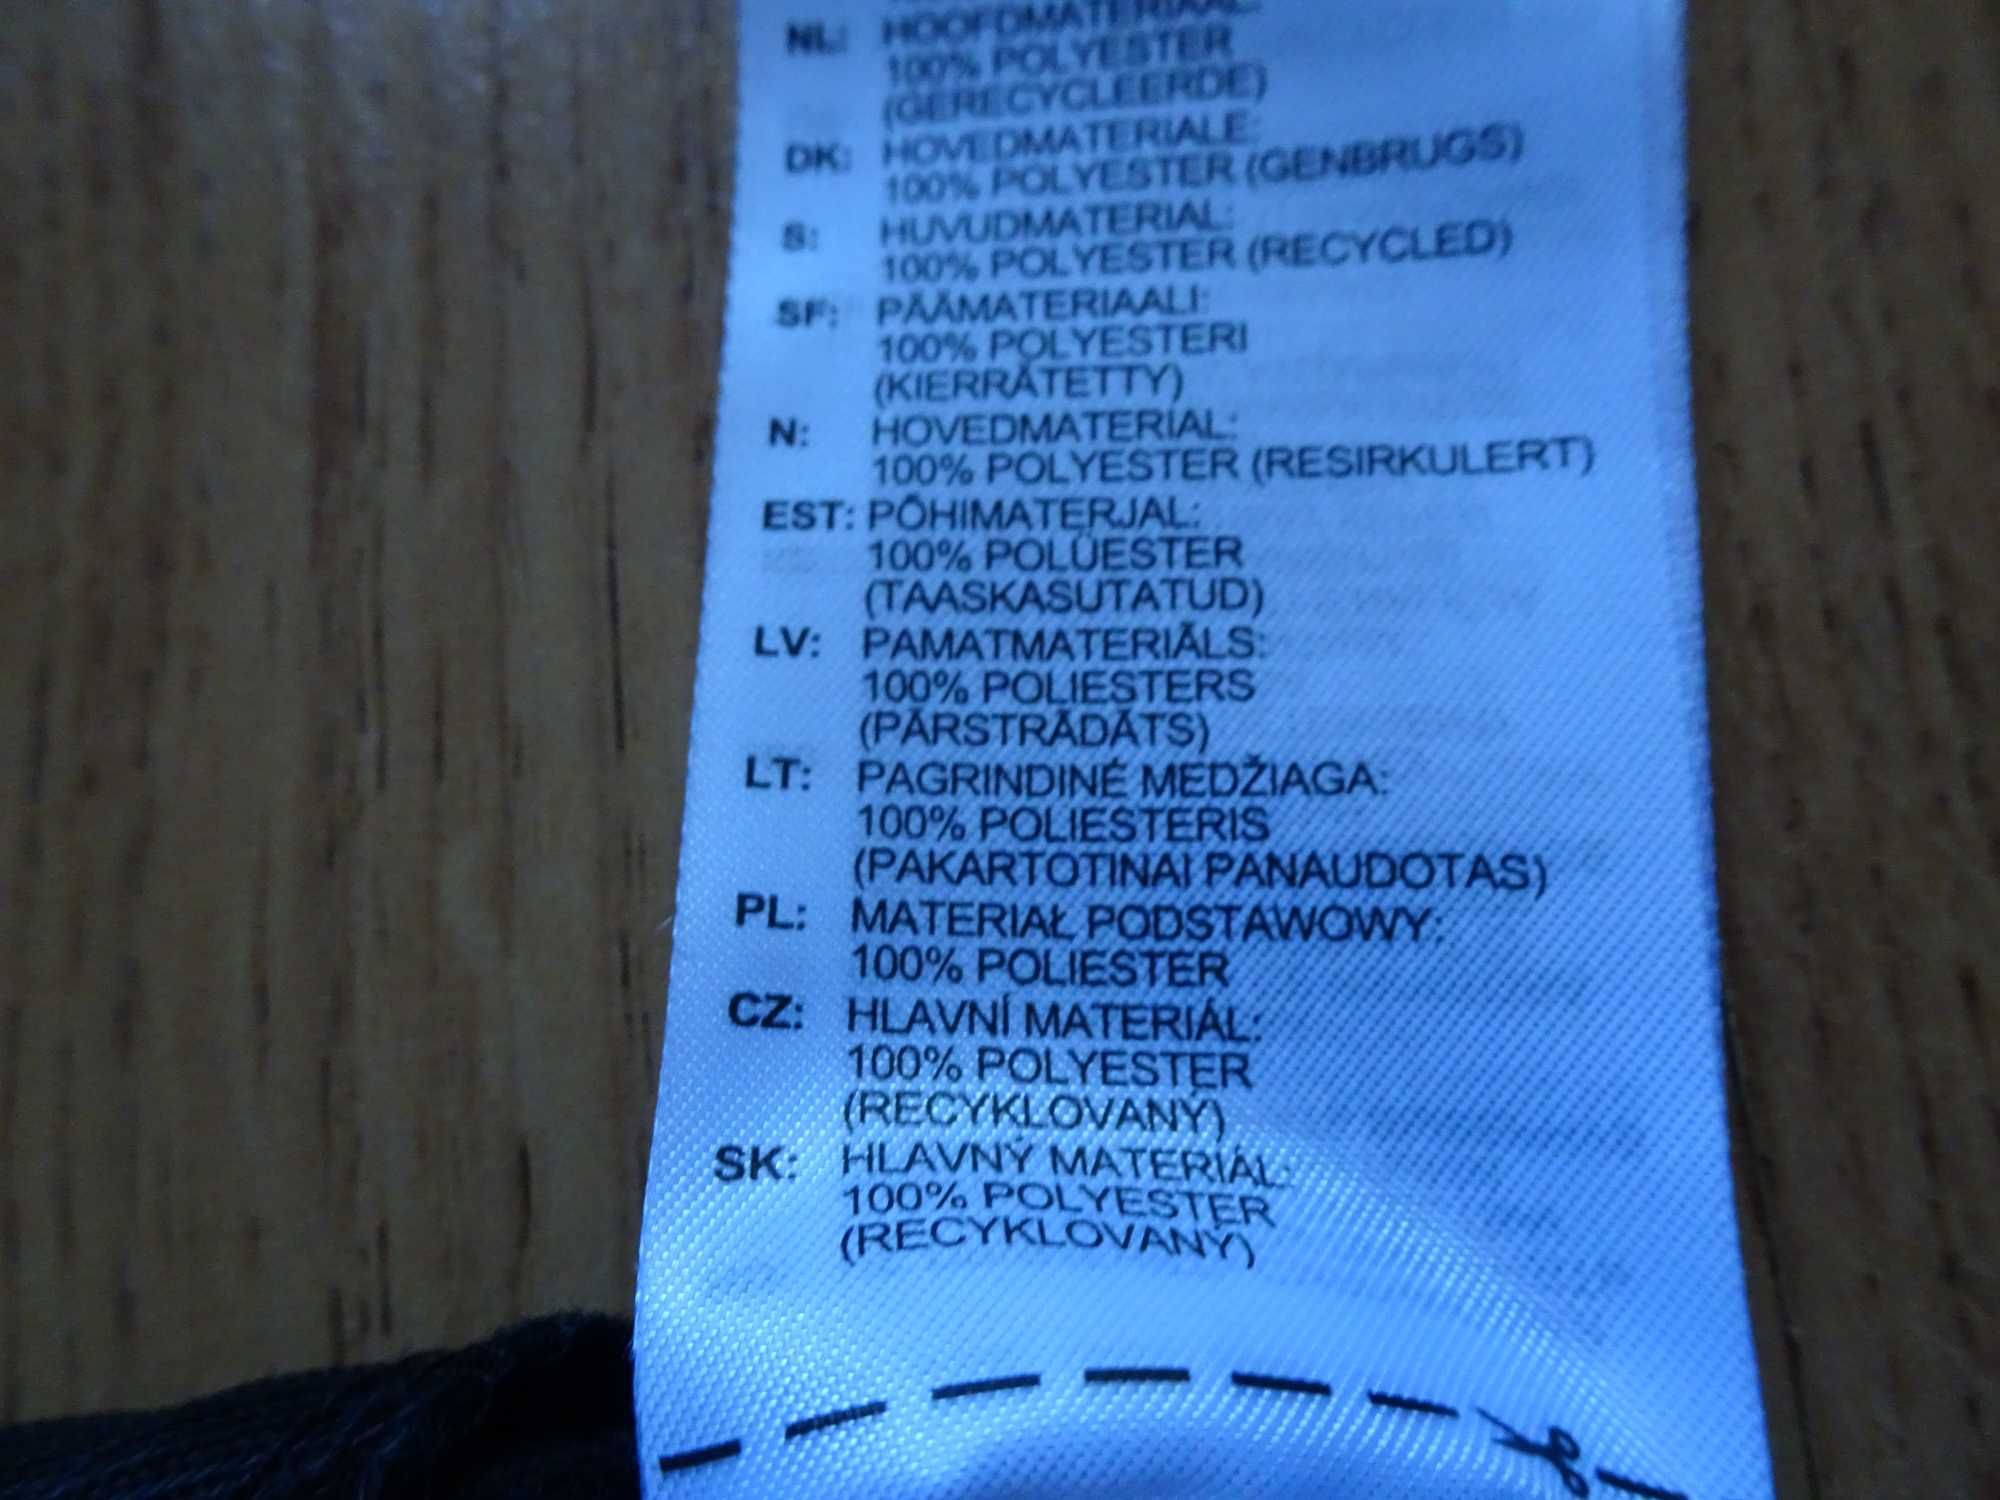 NL: HOOFDMATERIAAL:
100% POLYESTER
(GERECYCLEERDE)
DK: HOVEDMATERIALE:
100% POLYESTER (GENBRUGS)
S: HUVUDMATERIAL:
100% POLYESTER (RECYCLED)
SF: PÄÄMATERIAALI:
100% POLYESTERI
(KIERRÄTETTY)
N: HOVEDMATERIAL:
100% POLYESTER (RESIRKULERT)
EST: PÕHIMATERJAL:
100% POLÜESTER
(TAASKASUTATUD)
LV: PAMATMATERIĀLS:
100% POLIESTERS
(PĀRSTRĀDĀTS)
LT: PAGRINDINĖ MEDŽIAGA:
100% POLIESTERIS
(PAKARTOTINAI PANAUDOTAS)
PL: MATERIAŁ PODSTAWOWY:
100% POLIESTER
CZ: HLAVNÍ MATERIÁL:
100% POLYESTER
(RECYKLOVANÝ)
SK: HLAVNÝ MATERIÁL:
100% POLYESTER
(RECYKLOVANÝ)